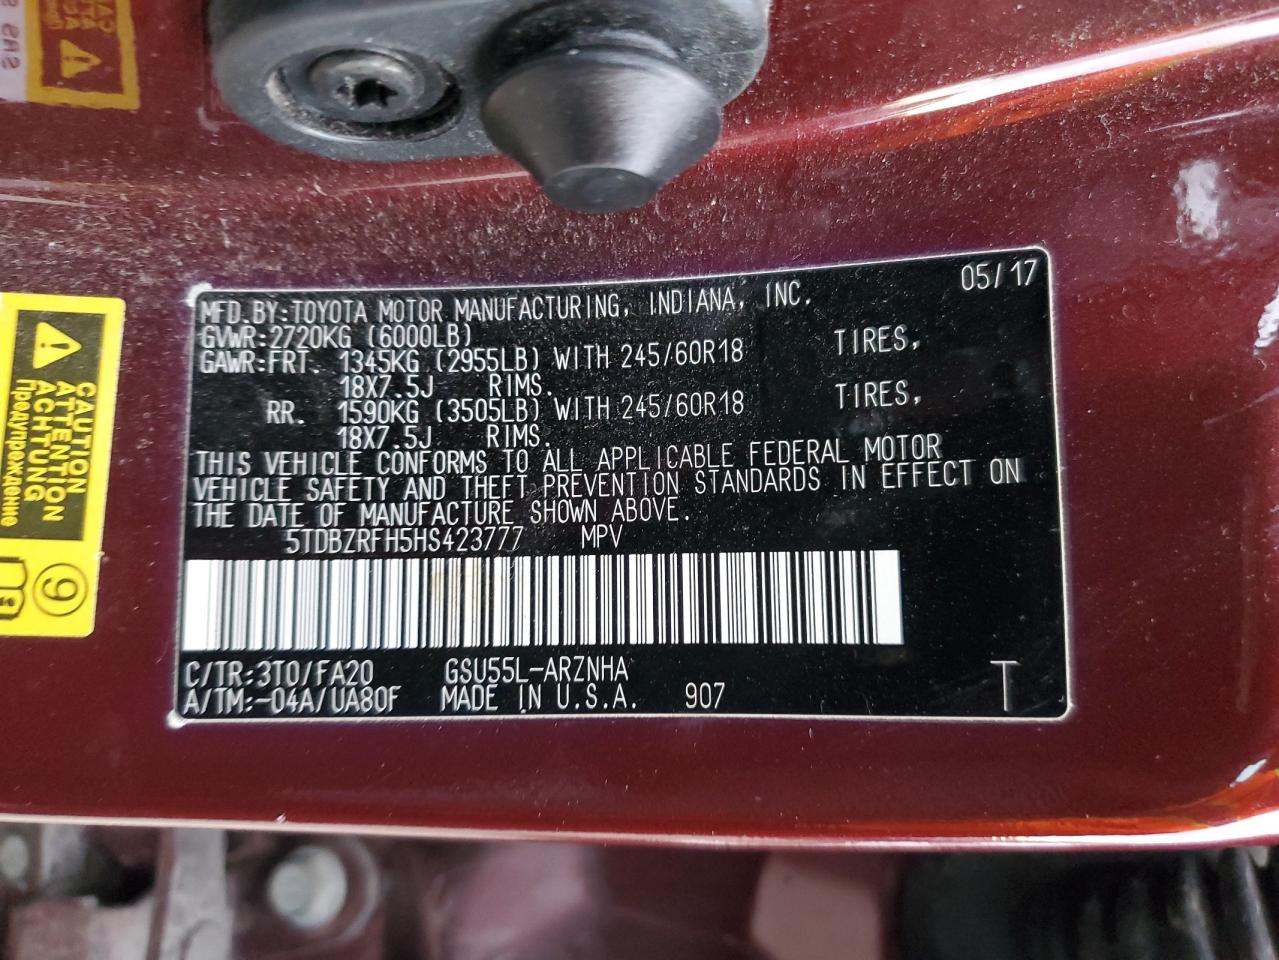 MFD.BY:TOYOTA MOTOR MANUFACTURING, INDIANA, INC. 05/17
GVWR:2720KG (6000LB)
GAWR:FRT. 1345KG (2955LB) WITH 245/60R18 TIRES,
18X7.5J RIMS.
RR. 1590KG (3505LB) WITH 245/60R18 TIRES,
18X7.5J RIMS.
THIS VEHICLE CONFORMS TO ALL APPLICABLE FEDERAL MOTOR
VEHICLE SAFETY AND THEFT PREVENTION STANDARDS IN EFFECT ON
THE DATE OF MANUFACTURE SHOWN ABOVE.
5TDBZRFH5HS423777 MPV
C/TR:3T0/FA20 GSU55L-ARZNHA
A/TM:-04A/UA80F MADE IN U.S.A. 907 T
CAUTION
ATTENTION
ACHTUNG
Предупреждение
9